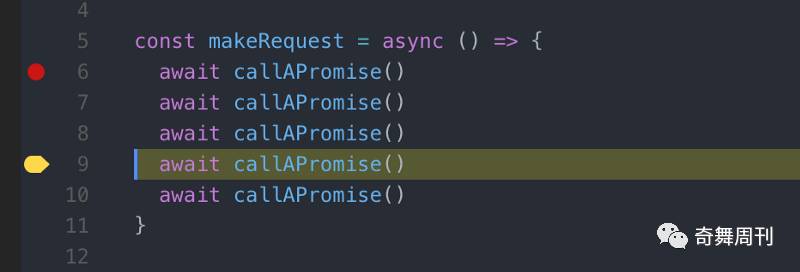 4
5 const makeRequest = async () => {
6 await callAPromise()
7 await callAPromise()
8 await callAPromise()
9 await callAPromise()
10 await callAPromise()
11 }
12
奇舞周刊